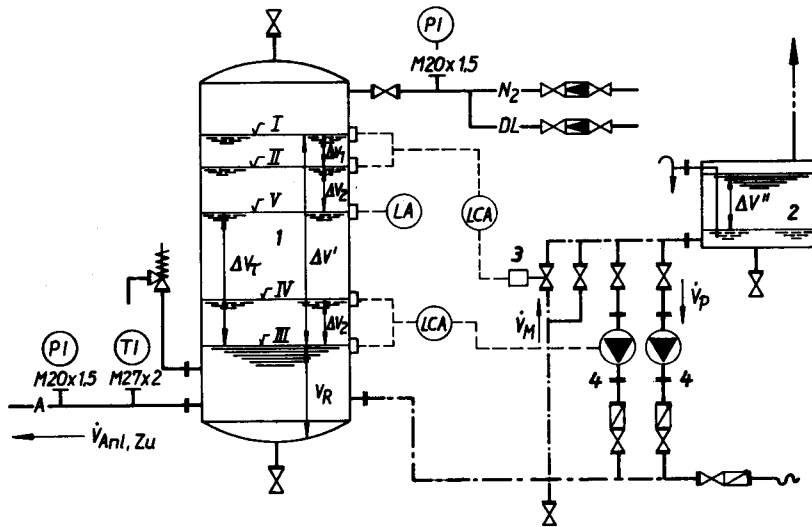 PI
M20x1,5
N2
DL
I
ΔV1
II
ΔV2
V
LA
LCA
2
ΔV"
1
ΔVτ
ΔV'
3
IV
LCA
ΔV2
III
V̇M
V̇P
PI
TI
M20x1,5
M27x2
4
4
VR
A
V̇Anl, Zu